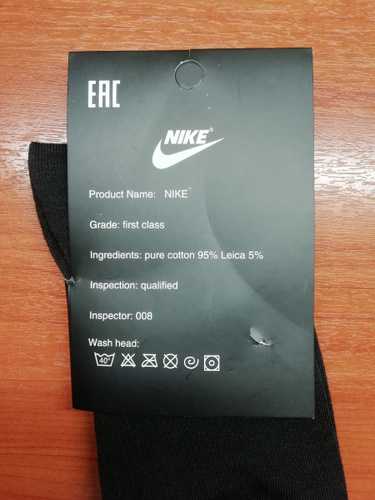 EAC
NIKE®
Product Name: NIKE
Grade: first class
Ingredients: pure cotton 95% Leica 5%
Inspection: qualified
Inspector: 008
Wash head:
40°